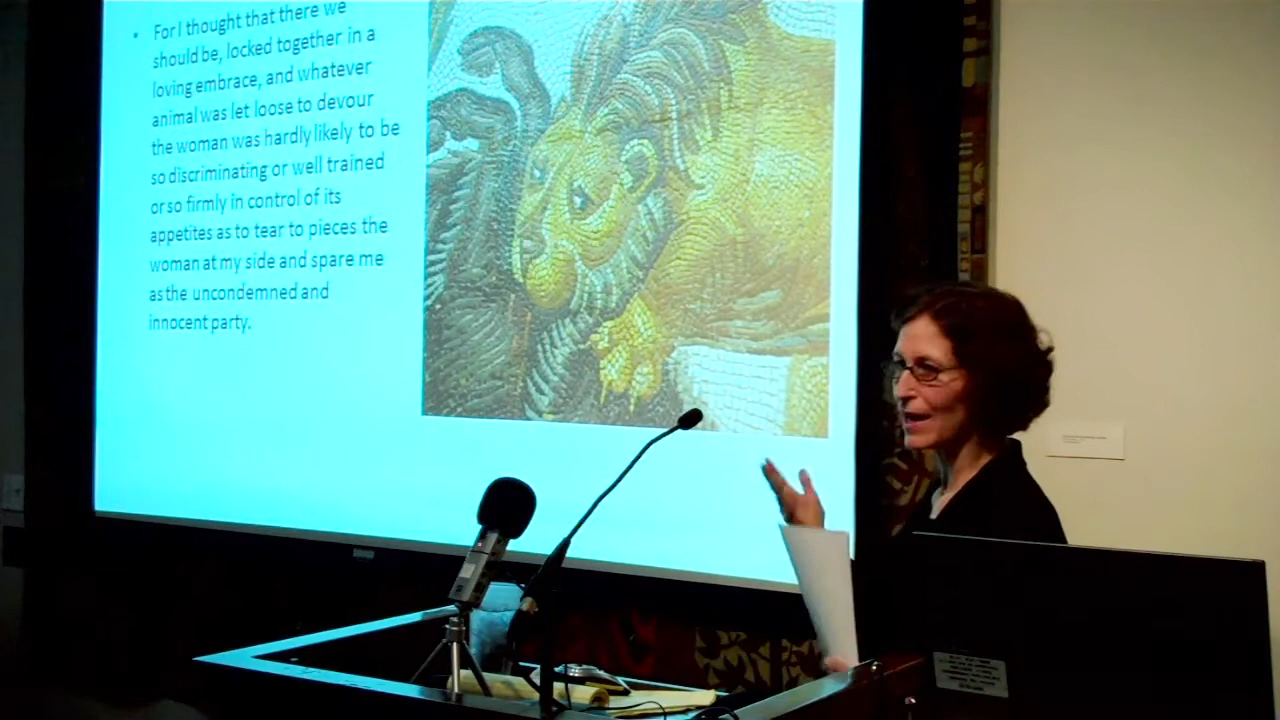 • For I thought that there we
should be, locked together in a
loving embrace, and whatever
animal was let loose to devour
the woman was hardly likely to be
so discriminating or well trained
or so firmly in control of its
appetites as to tear to pieces the
woman at my side and spare me
as the uncondemned and
innocent party.